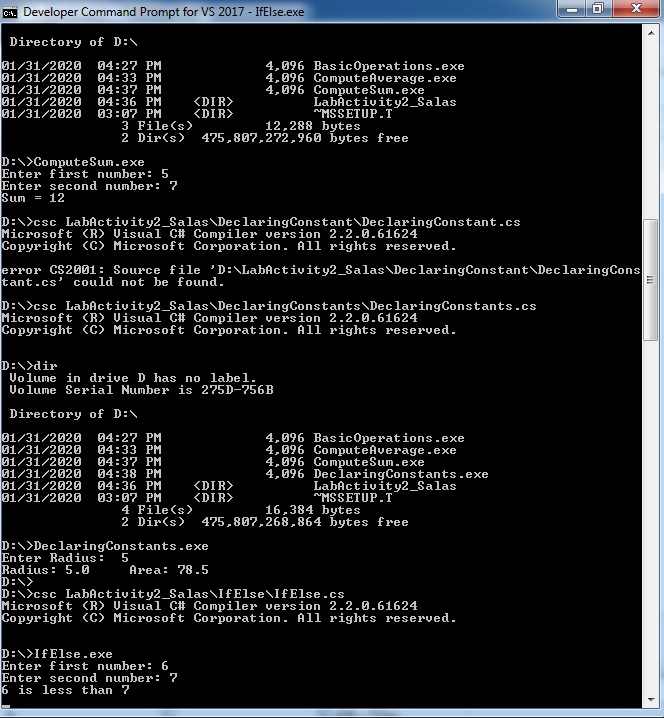 Developer Command Prompt for VS 2017 - IfElse.exe
Directory of D:\
01/31/2020  04:27 PM             4,096 BasicOperations.exe
01/31/2020  04:33 PM             4,096 ComputeAverage.exe
01/31/2020  04:37 PM             4,096 ComputeSum.exe
01/31/2020  04:36 PM    <DIR>          LabActivity2_Salas
01/31/2020  03:07 PM    <DIR>          ~MSSETUP.T
               3 File(s)         12,288 bytes
               2 Dir(s)  475,807,272,960 bytes free
D:\>ComputeSum.exe
Enter first number: 5
Enter second number: 7
Sum = 12
D:\>csc LabActivity2_Salas\DeclaringConstant\DeclaringConstant.cs
Microsoft (R) Visual C# Compiler version 2.2.0.61624
Copyright (C) Microsoft Corporation. All rights reserved.
error CS2001: Source file 'D:\LabActivity2_Salas\DeclaringConstant\DeclaringCons
tant.cs' could not be found.
D:\>csc LabActivity2_Salas\DeclaringConstants\DeclaringConstants.cs
Microsoft (R) Visual C# Compiler version 2.2.0.61624
Copyright (C) Microsoft Corporation. All rights reserved.
D:\>dir
Volume in drive D has no label.
Volume Serial Number is 275D-756B
Directory of D:\
01/31/2020  04:27 PM             4,096 BasicOperations.exe
01/31/2020  04:33 PM             4,096 ComputeAverage.exe
01/31/2020  04:37 PM             4,096 ComputeSum.exe
01/31/2020  04:38 PM             4,096 DeclaringConstants.exe
01/31/2020  04:36 PM    <DIR>          LabActivity2_Salas
01/31/2020  03:07 PM    <DIR>          ~MSSETUP.T
               4 File(s)         16,384 bytes
               2 Dir(s)  475,807,268,864 bytes free
D:\>DeclaringConstants.exe
Enter Radius:  5
Radius: 5.0     Area: 78.5
D:\>
D:\>csc LabActivity2_Salas\IfElse\IfElse.cs
Microsoft (R) Visual C# Compiler version 2.2.0.61624
Copyright (C) Microsoft Corporation. All rights reserved.
D:\>IfElse.exe
Enter first number: 6
Enter second number: 7
6 is less than 7